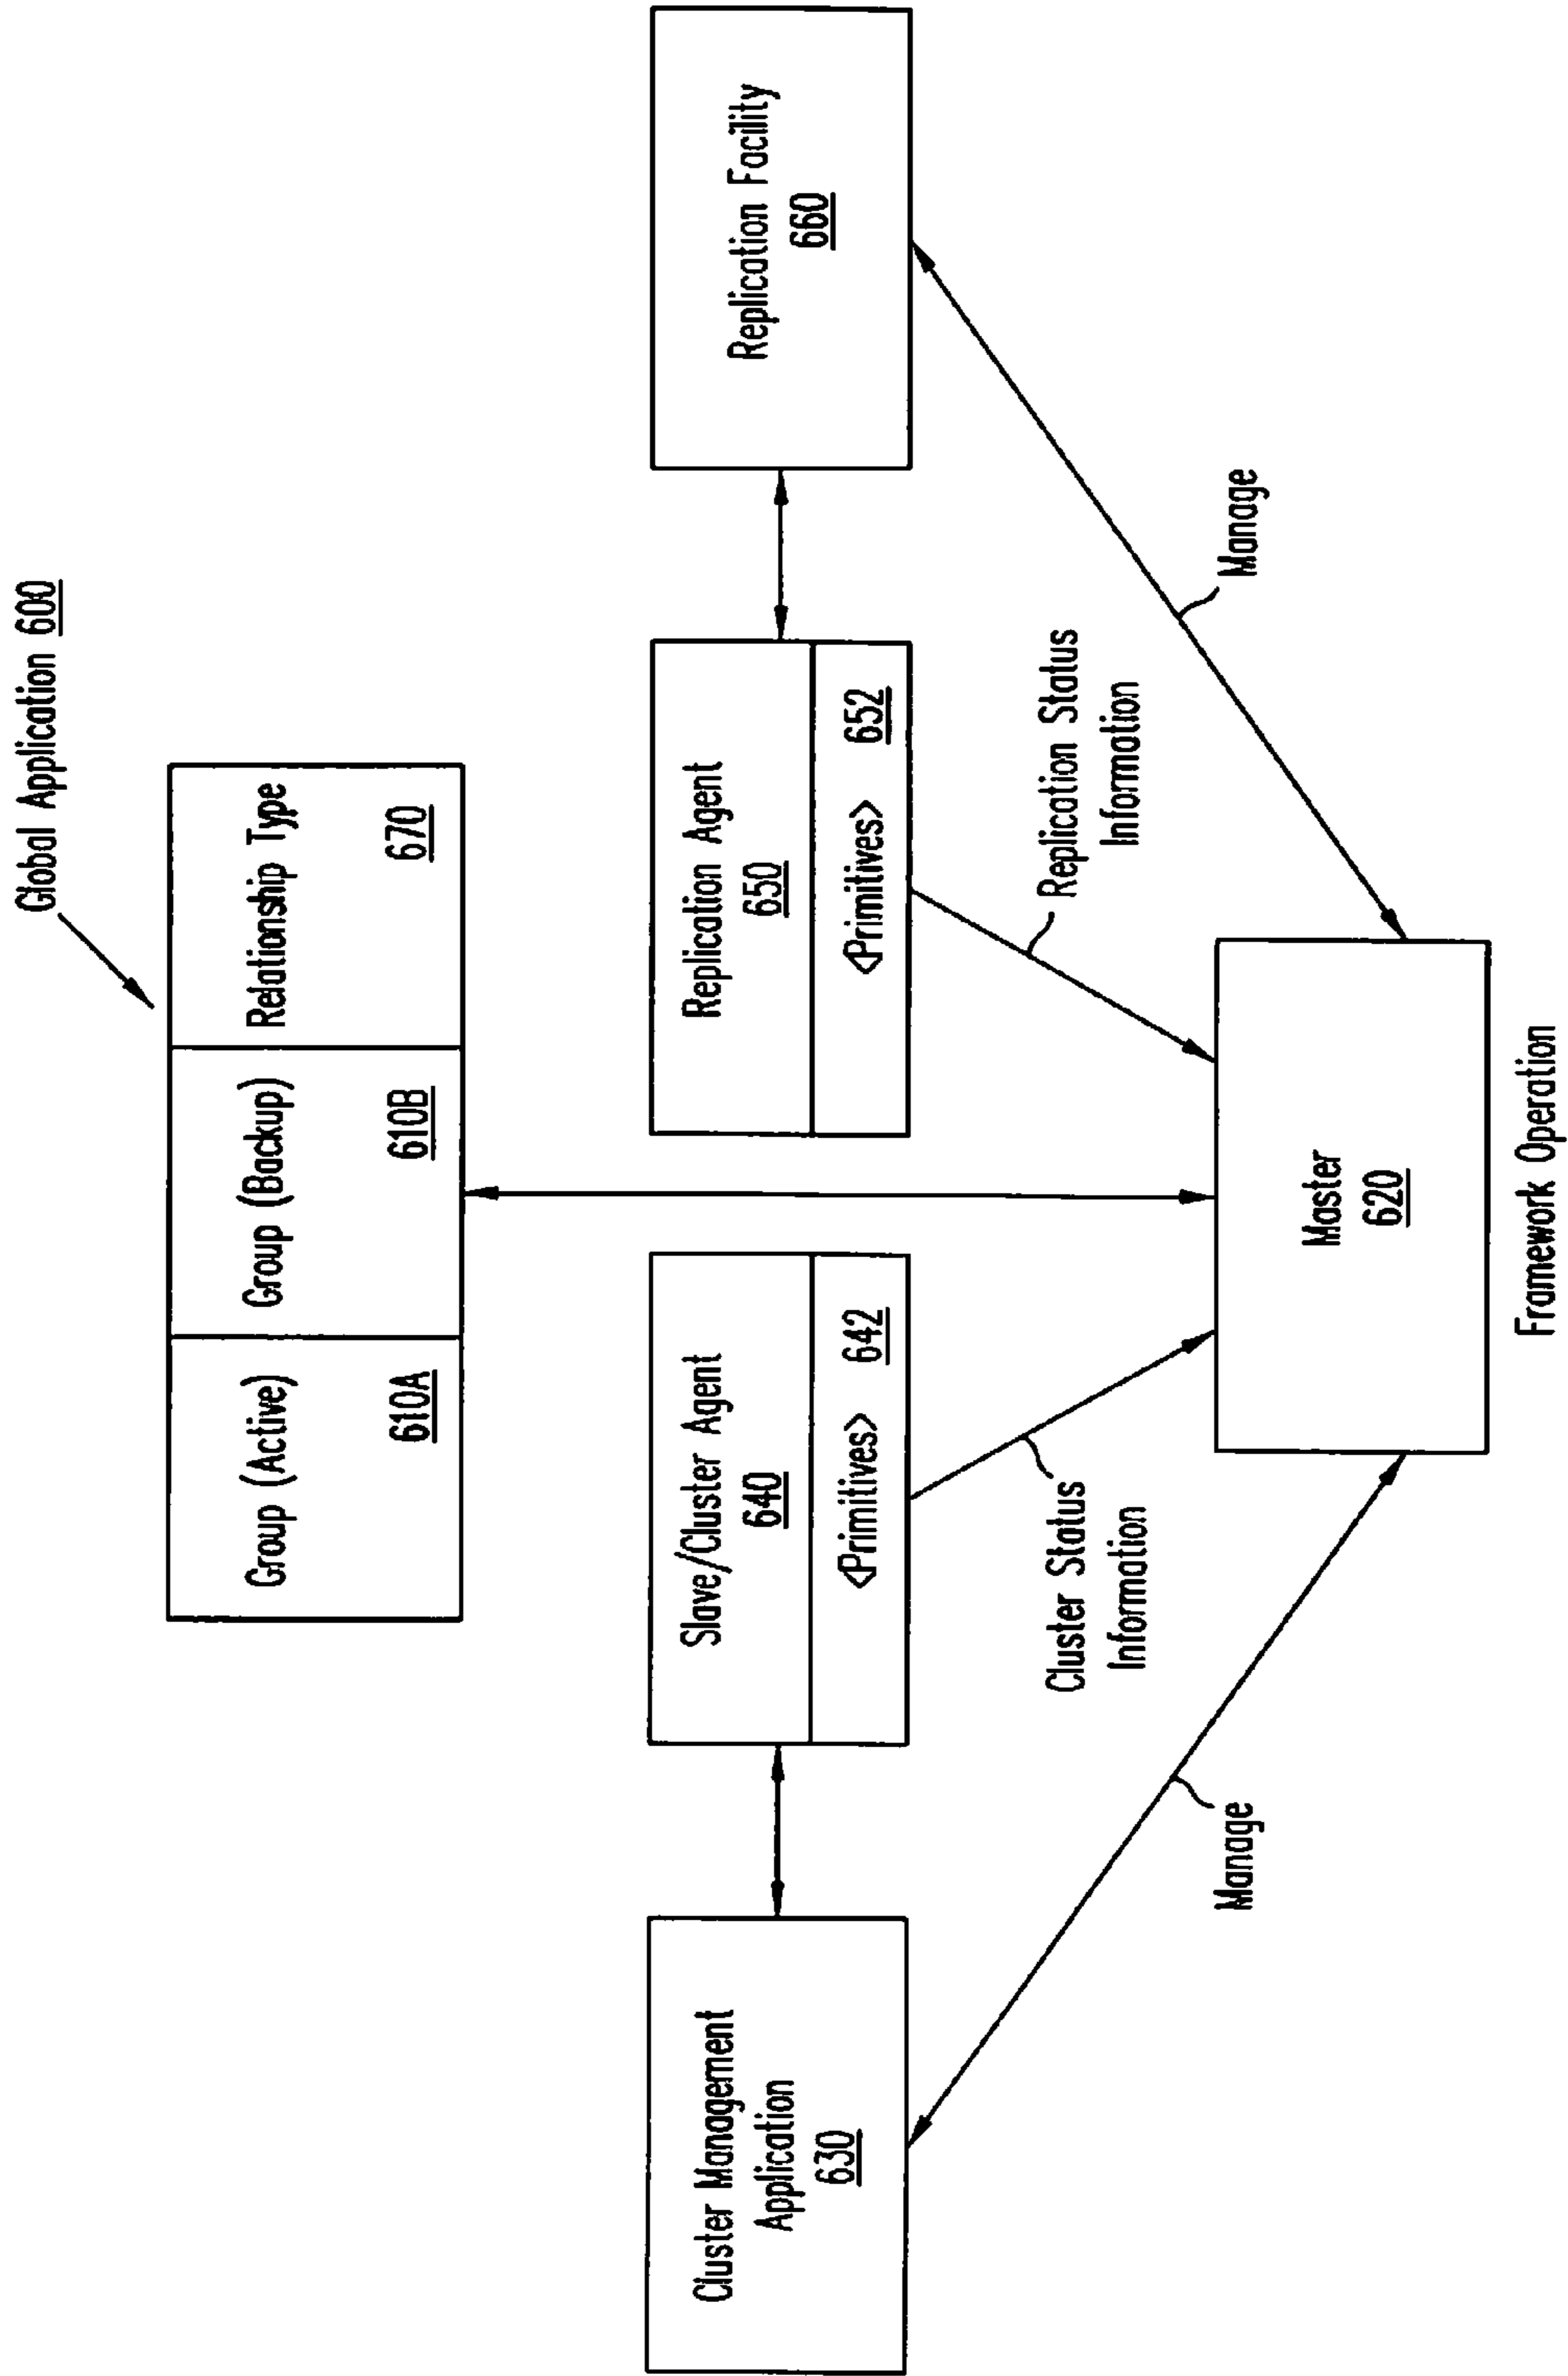 Global Application 600
Group (Active)
610A
Group (Backup)
610B
Relationship Type
670
Cluster Management
Application
630
Slave/Cluster Agent
640
<Primitives>
642
Replication Agent
650
<Primitives>
652
Replication Facility
660
Cluster Status
Information
Replication Status
Information
Manage
Manage
Master
620
Framework Operation